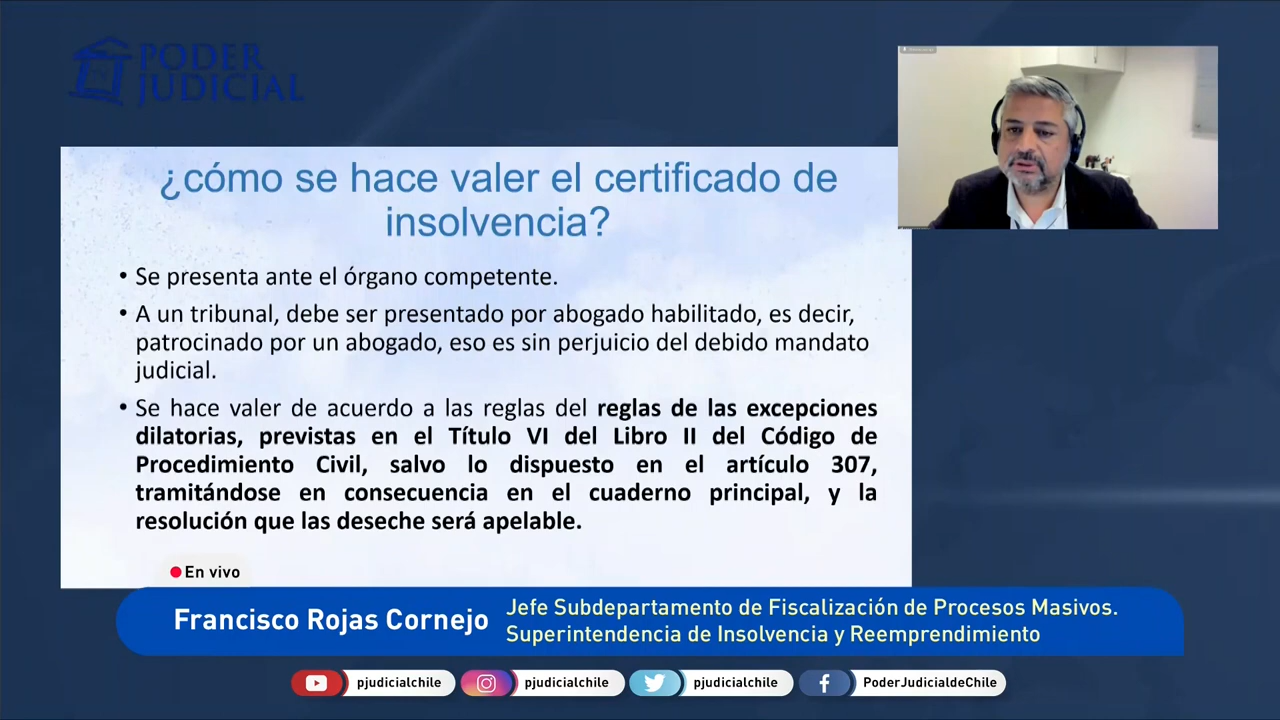 PODER
JUDICIAL
¿cómo se hace valer el certificado de
insolvencia?
• Se presenta ante el órgano competente.
• A un tribunal, debe ser presentado por abogado habilitado, es decir,
patrocinado por un abogado, eso es sin perjuicio del debido mandato
judicial.
• Se hace valer de acuerdo a las reglas del reglas de las excepciones
dilatorias, previstas en el Título VI del Libro II del Código de
Procedimiento Civil, salvo lo dispuesto en el artículo 307,
tramitándose en consecuencia en el cuaderno principal, y la
resolución que las deseche será apelable.
En vivo
Francisco Rojas Cornejo
Jefe Subdepartamento de Fiscalización de Procesos Masivos.
Superintendencia de Insolvencia y Reemprendimiento
pjudicialchile
pjudicialchile
pjudicialchile
PoderJudicialdeChile